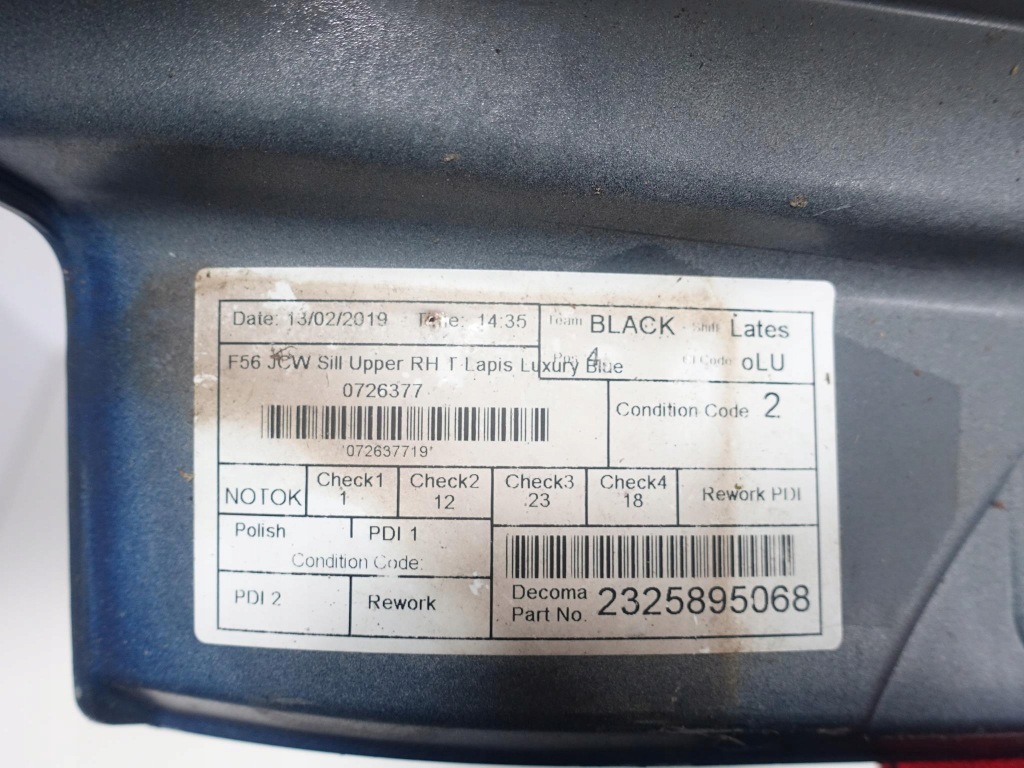 Date: 13/02/2019 Time: 14:35
Team BLACK Shift Lates
Pos 4 Cl Code oLU
F56 JCW Sill Upper RH T Lapis Luxury Blue
0726377
Condition Code 2
'072637719'
NOTOK Check1 1 Check2 12 Check3 23 Check4 18 Rework PDI
Polish PDI 1
Condition Code:
PDI 2 Rework
Decoma Part No. 2325895068